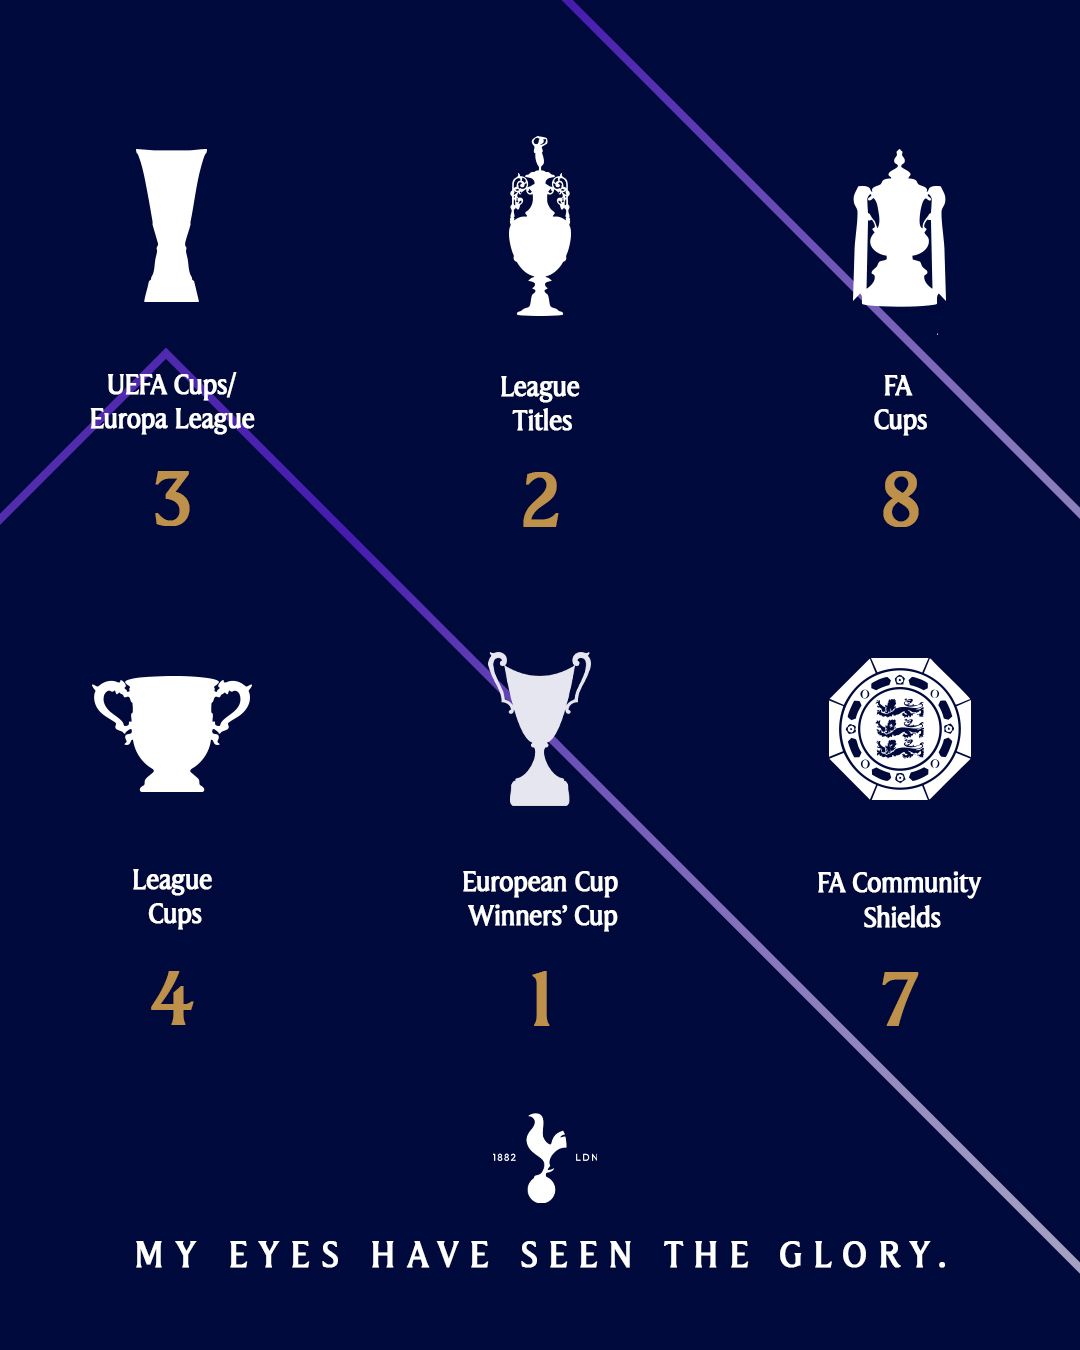 UEFA Cups/
Europa League
3
League
Titles
2
FA
Cups
8
League
Cups
4
European Cup
Winners’ Cup
1
FA Community
Shields
7
1882 LDN
MY EYES HAVE SEEN THE GLORY.